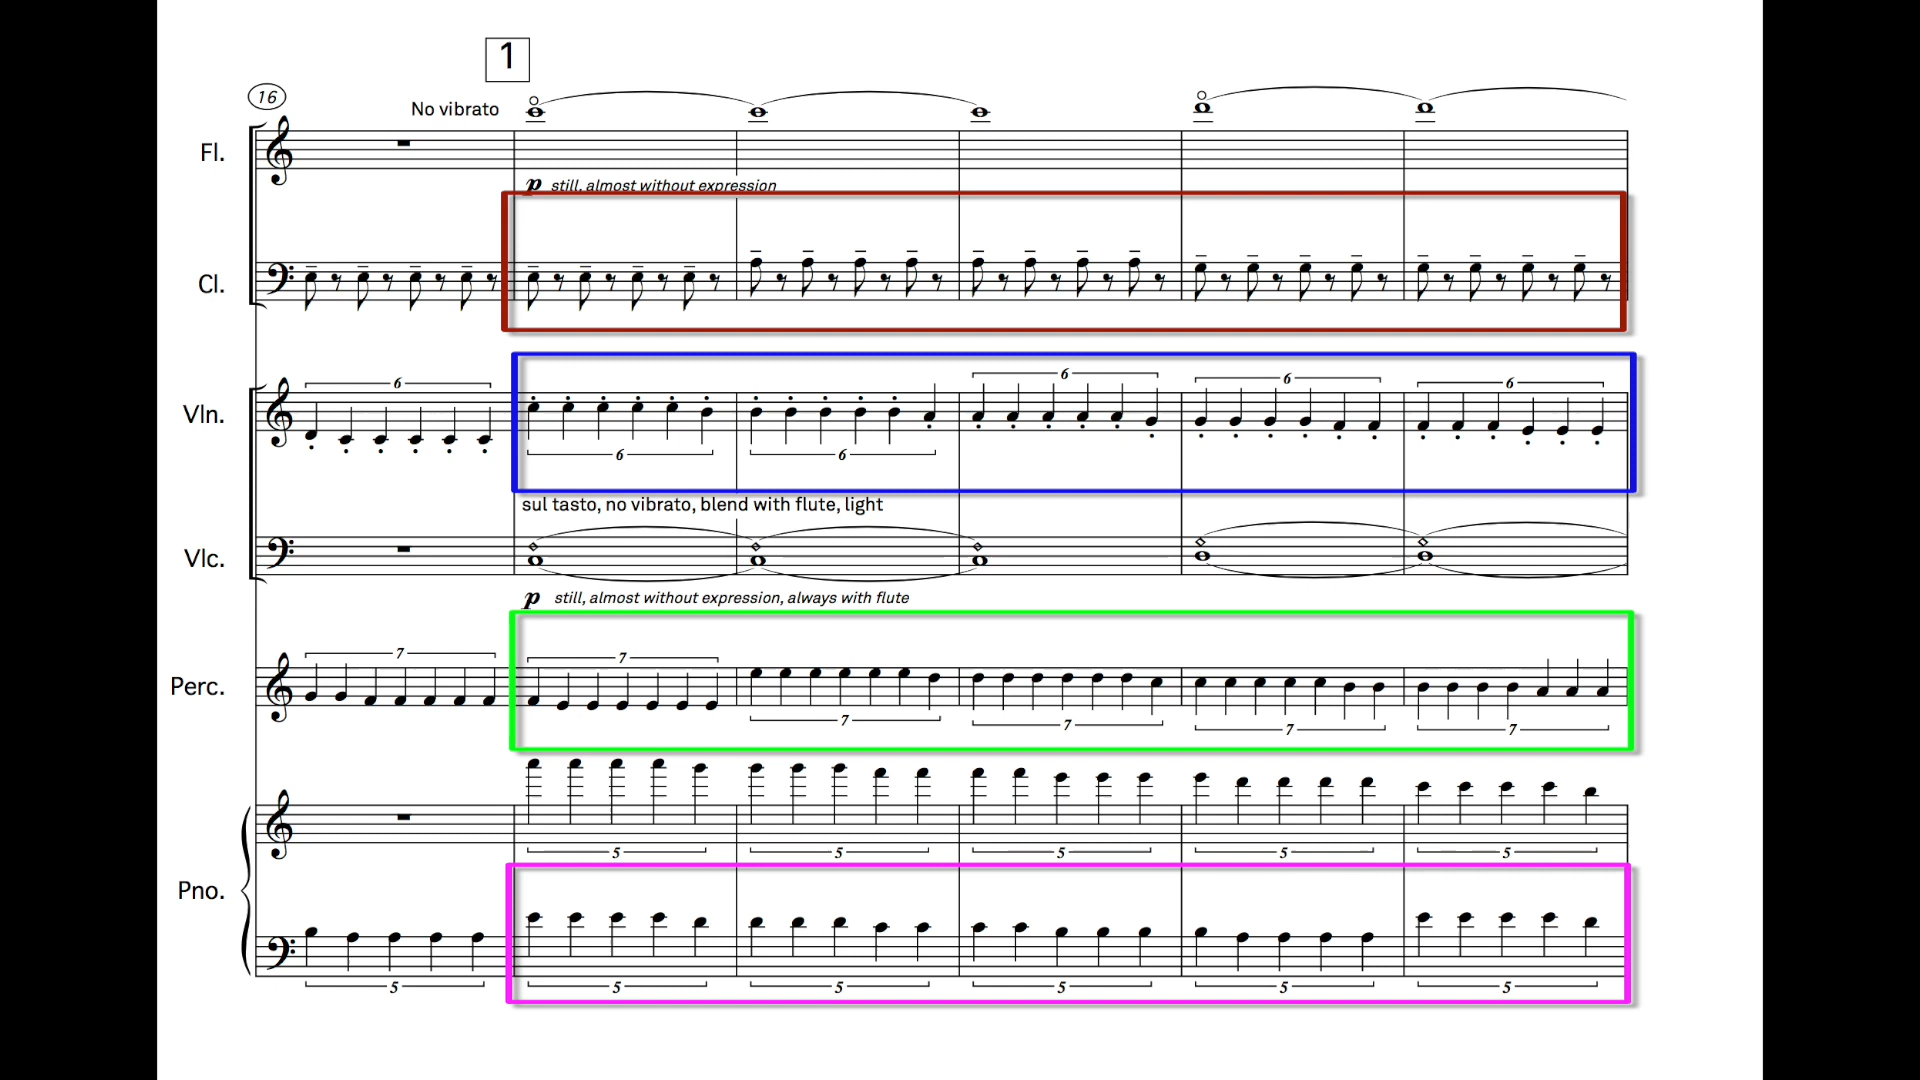 1
16
No vibrato
Fl.
p still, almost without expression
Cl.
6 6 6 6
Vln.
6 6
sul tasto, no vibrato, blend with flute, light
Vlc.
p still, almost without expression, always with flute
7 7
Perc.
7 7 7 7
5 5 5 5 5
Pno.
5 5 5 5 5 5